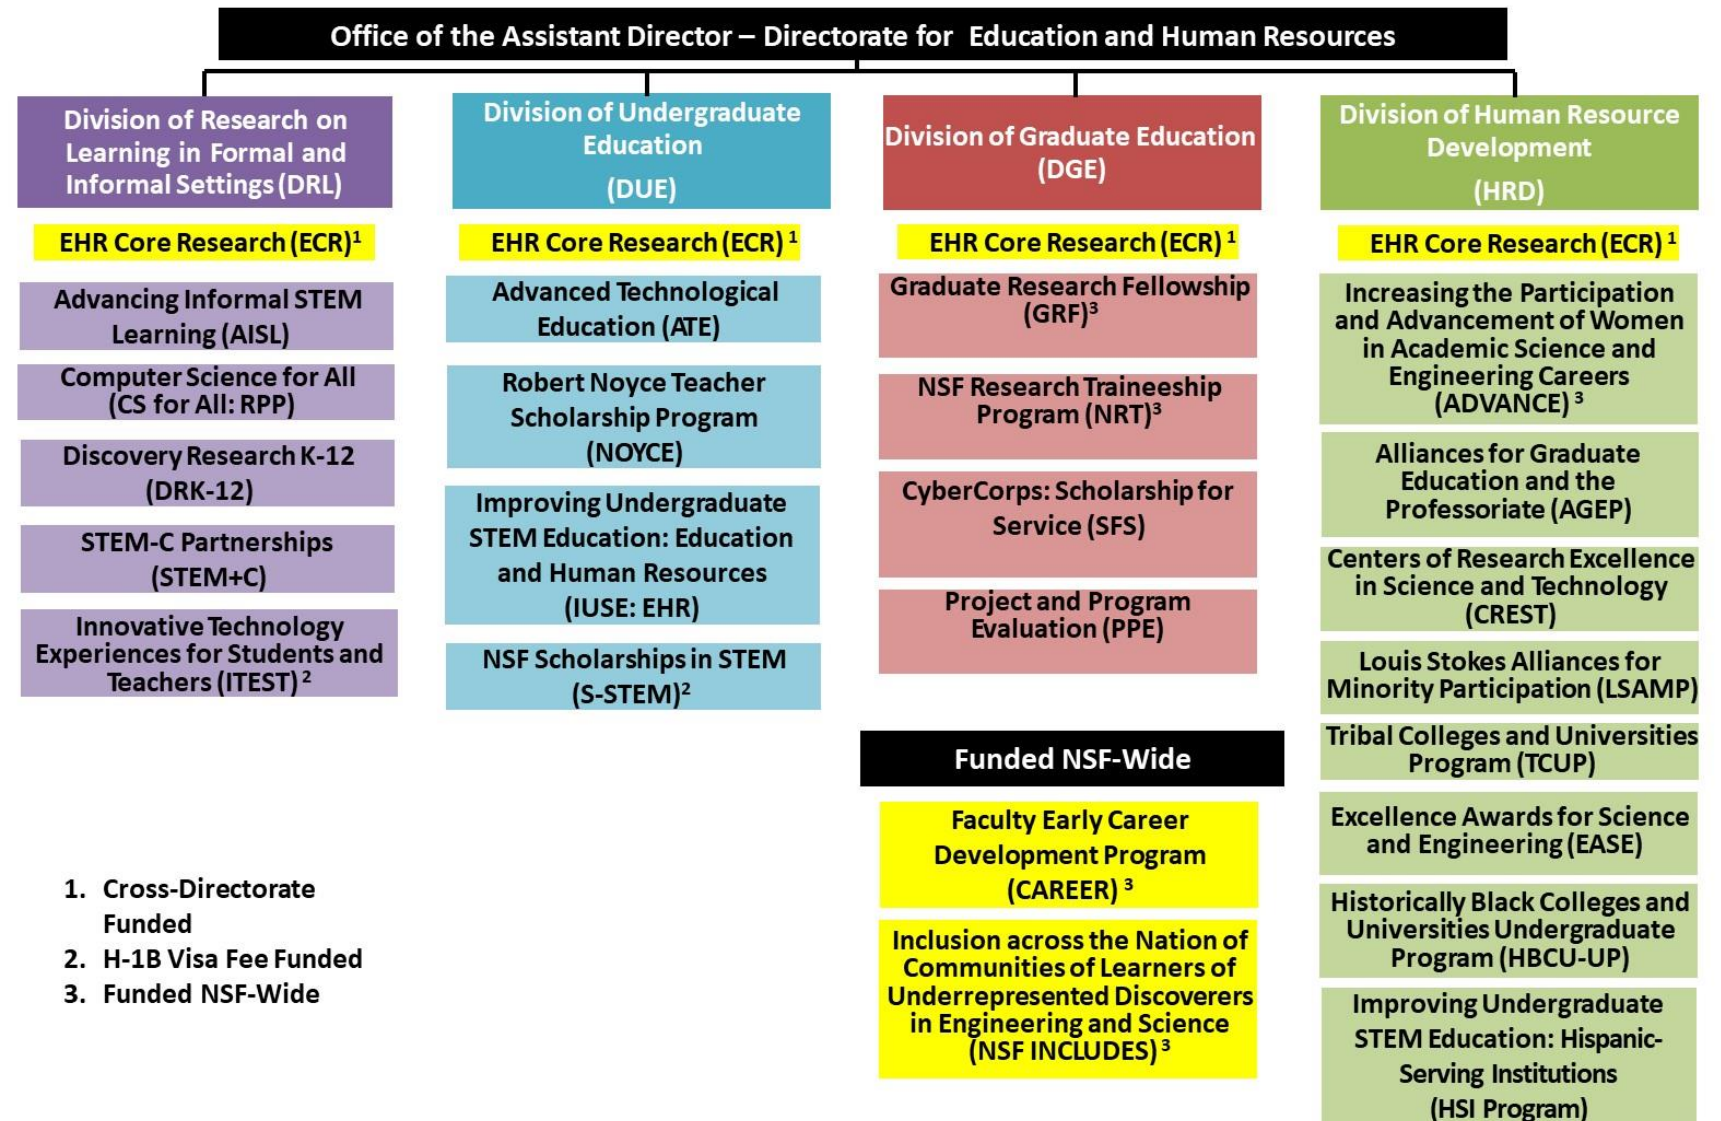 Office of the Assistant Director – Directorate for Education and Human Resources
Division of Research on
Learning in Formal and
Informal Settings (DRL)
EHR Core Research (ECR)¹
Advancing Informal STEM
Learning (AISL)
Computer Science for All
(CS for All: RPP)
Discovery Research K-12
(DRK-12)
STEM-C Partnerships
(STEM+C)
Innovative Technology
Experiences for Students and
Teachers (ITEST) ²
Division of Undergraduate
Education
(DUE)
EHR Core Research (ECR) ¹
Advanced Technological
Education (ATE)
Robert Noyce Teacher
Scholarship Program
(NOYCE)
Improving Undergraduate
STEM Education: Education
and Human Resources
(IUSE: EHR)
NSF Scholarships in STEM
(S-STEM)²
Division of Graduate Education
(DGE)
EHR Core Research (ECR) ¹
Graduate Research Fellowship
(GRF)³
NSF Research Traineeship
Program (NRT)³
CyberCorps: Scholarship for
Service (SFS)
Project and Program
Evaluation (PPE)
Funded NSF-Wide
Faculty Early Career
Development Program
(CAREER) ³
Inclusion across the Nation of
Communities of Learners of
Underrepresented Discoverers
in Engineering and Science
(NSF INCLUDES) ³
Division of Human Resource
Development
(HRD)
EHR Core Research (ECR) ¹
Increasing the Participation
and Advancement of Women
in Academic Science and
Engineering Careers
(ADVANCE) ³
Alliances for Graduate
Education and the
Professoriate (AGEP)
Centers of Research Excellence
in Science and Technology
(CREST)
Louis Stokes Alliances for
Minority Participation (LSAMP)
Tribal Colleges and Universities
Program (TCUP)
Excellence Awards for Science
and Engineering (EASE)
Historically Black Colleges and
Universities Undergraduate
Program (HBCU-UP)
Improving Undergraduate
STEM Education: Hispanic-
Serving Institutions
(HSI Program)
1. Cross-Directorate
Funded
2. H-1B Visa Fee Funded
3. Funded NSF-Wide